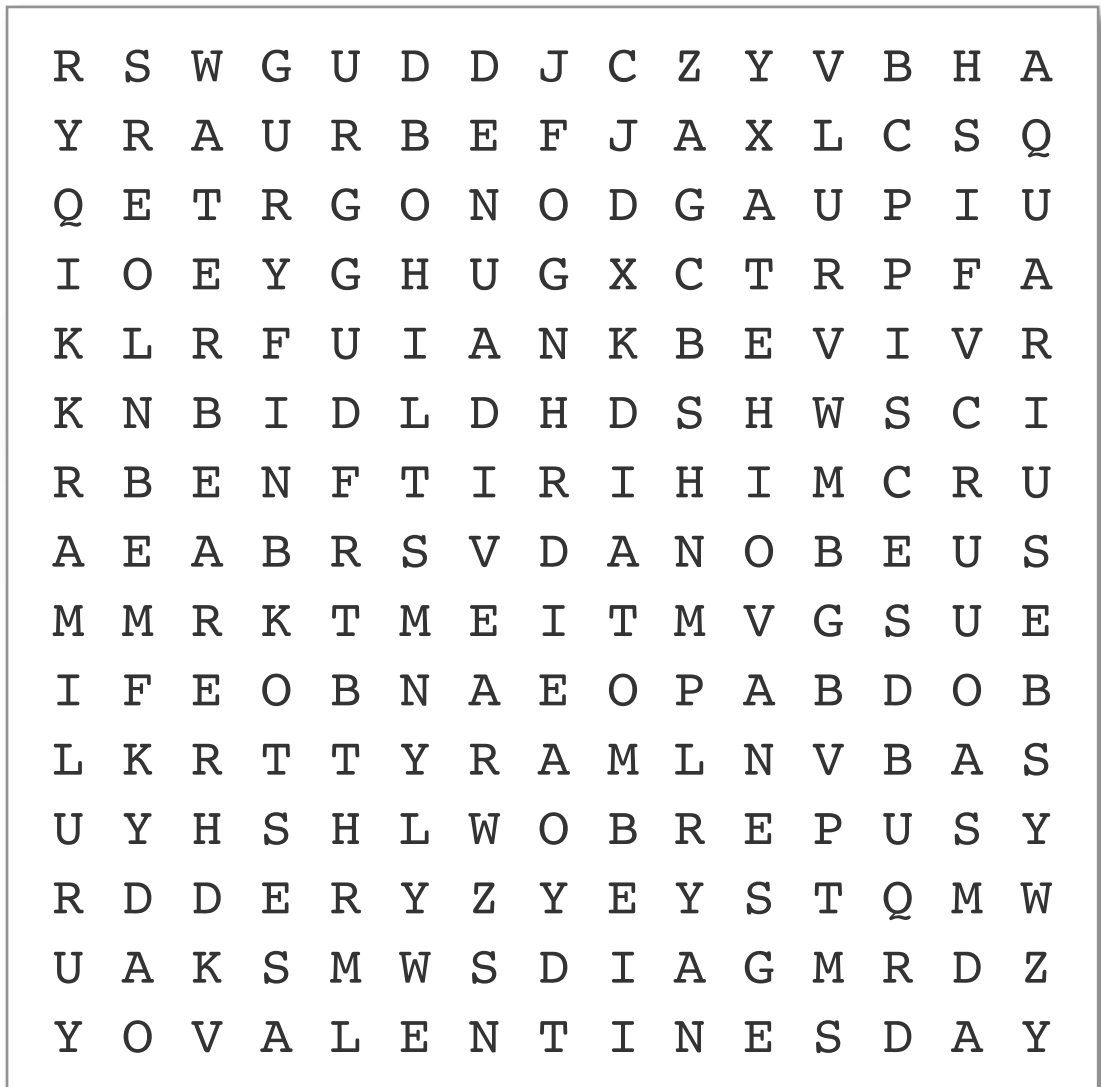 R S W G U D D J C Z Y V B H A
Y R A U R B E F J A X L C S Q
Q E T R G O N O D G A U P I U
I O E Y G H U G X C T R P F A
K L R F U I A N K B E V I V R
K N B I D L D H D S H W S C I
R B E N F T I R I H I M C R U
A E A B R S V D A N O B E U S
M M R K T M E I T M V G S U E
I F E O B N A E O P A B D O B
L K R T T Y R A M L N V B A S
U Y H S H L W O B R E P U S Y
R D D E R Y Z Y E Y S T Q M W
U A K S M W S D I A G M R D Z
Y O V A L E N T I N E S D A Y